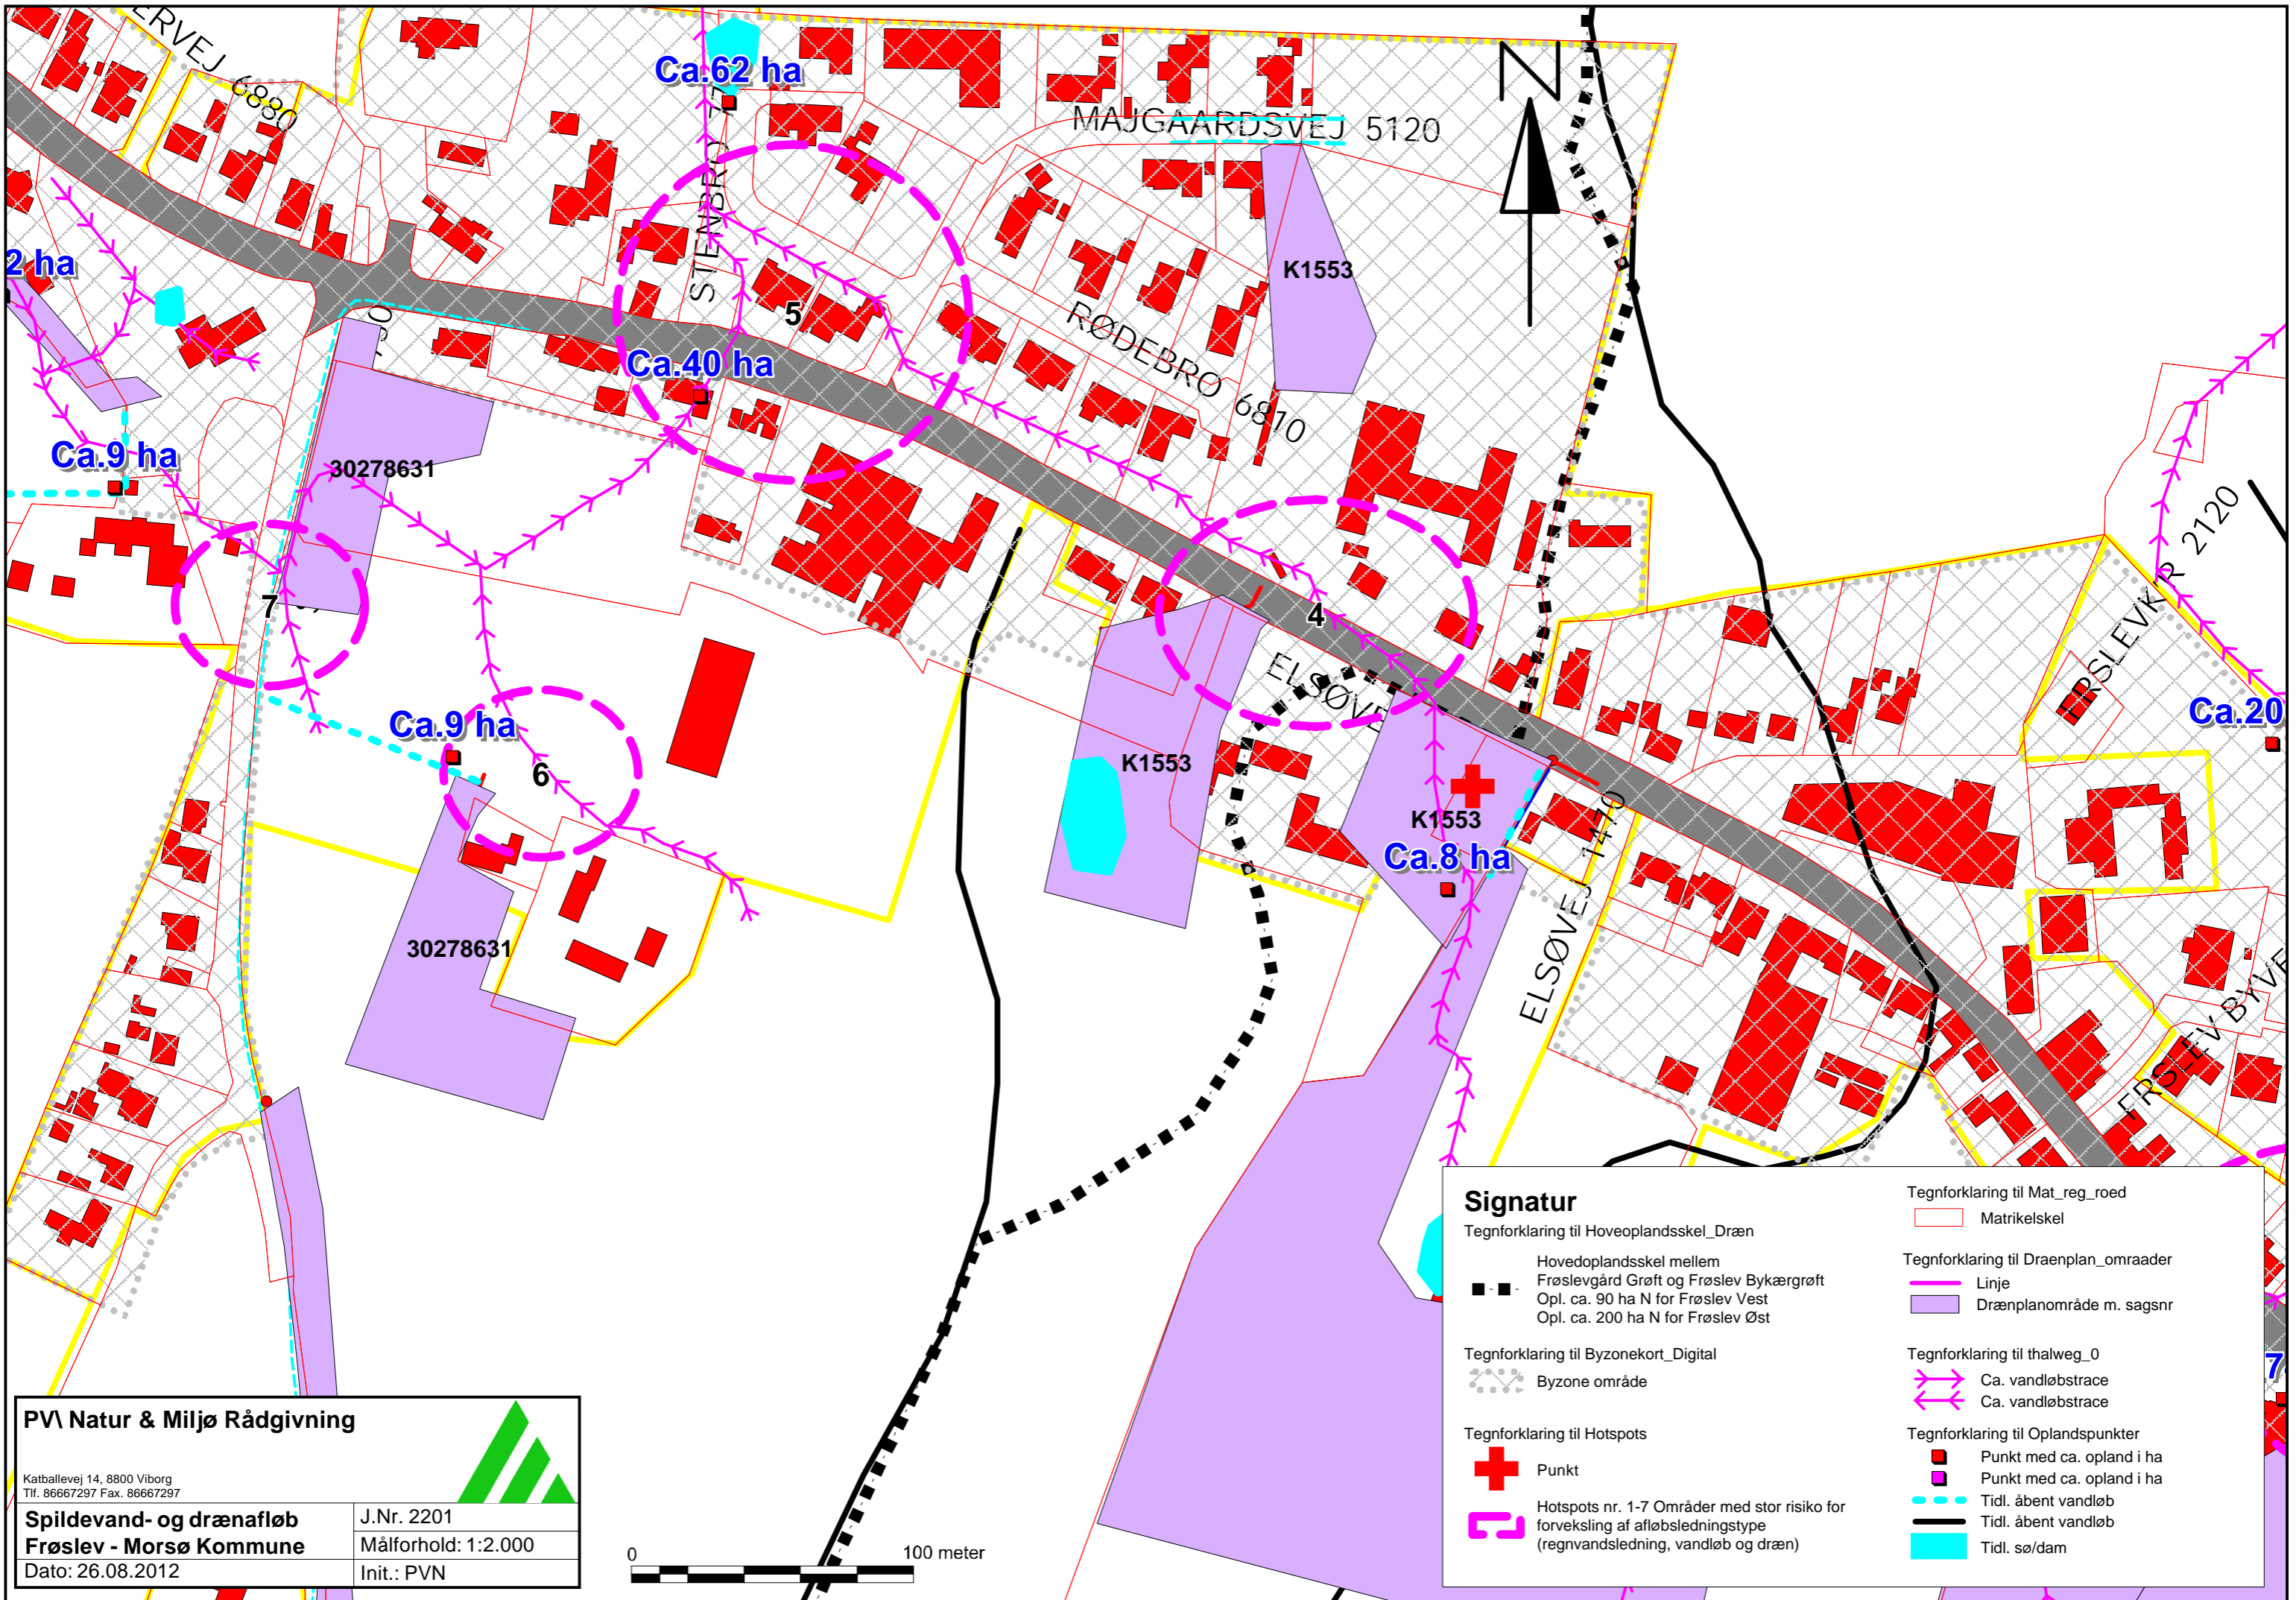 ERVEJ 6880
Ca.62 ha
STENBRO 7
MAJGAARDSVEJ 5120
N
2 ha
K1553
5
RØDEBRO 6810
Ca.40 ha
Ca.9 ha
30278631
7
4
ELSØVE
ERSLEVKÆR 2120
Ca.20
Ca.9 ha
6
K1553
K1553
Ca.8 ha
ELSØVEJ 1470
30278631
FRSLEV BYVE
7
Signatur
Tegnforklaring til Hoveoplandsskel_Dræn
Hovedoplandsskel mellem
Frøslevgård Grøft og Frøslev Bykærgrøft
Opl. ca. 90 ha N for Frøslev Vest
Opl. ca. 200 ha N for Frøslev Øst
Tegnforklaring til Byzonekort_Digital
Byzone område
Tegnforklaring til Hotspots
Punkt
Hotspots nr. 1-7 Områder med stor risiko for
forveksling af afløbsledningstype
(regnvandsledning, vandløb og dræn)
Tegnforklaring til Mat_reg_roed
Matrikelskel
Tegnforklaring til Draenplan_omraader
Linje
Drænplanområde m. sagsnr
Tegnforklaring til thalweg_0
Ca. vandløbstrace
Ca. vandløbstrace
Tegnforklaring til Oplandspunkter
Punkt med ca. opland i ha
Punkt med ca. opland i ha
Tidl. åbent vandløb
Tidl. åbent vandløb
Tidl. sø/dam
PV\ Natur & Miljø Rådgivning
Katballevej 14, 8800 Viborg
Tlf. 86667297 Fax. 86667297
Spildevand- og drænafløb
Frøslev - Morsø Kommune
Dato: 26.08.2012
J.Nr. 2201
Målforhold: 1:2.000
Init.: PVN
0 100 meter